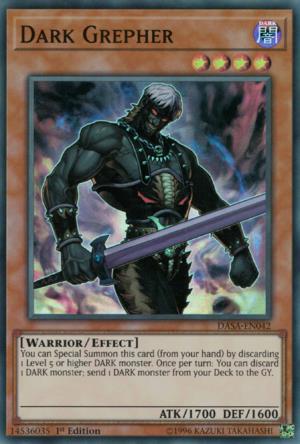 DARK GREPHER
DARK
闇
DASA-EN042
[WARRIOR/EFFECT]
You can Special Summon this card (from your hand) by discarding
1 Level 5 or higher DARK monster. Once per turn: You can discard
1 DARK monster; send 1 DARK monster from your Deck to the GY.
ATK/1700 DEF/1600
14536035 1st Edition ©1996 KAZUKI TAKAHASHI